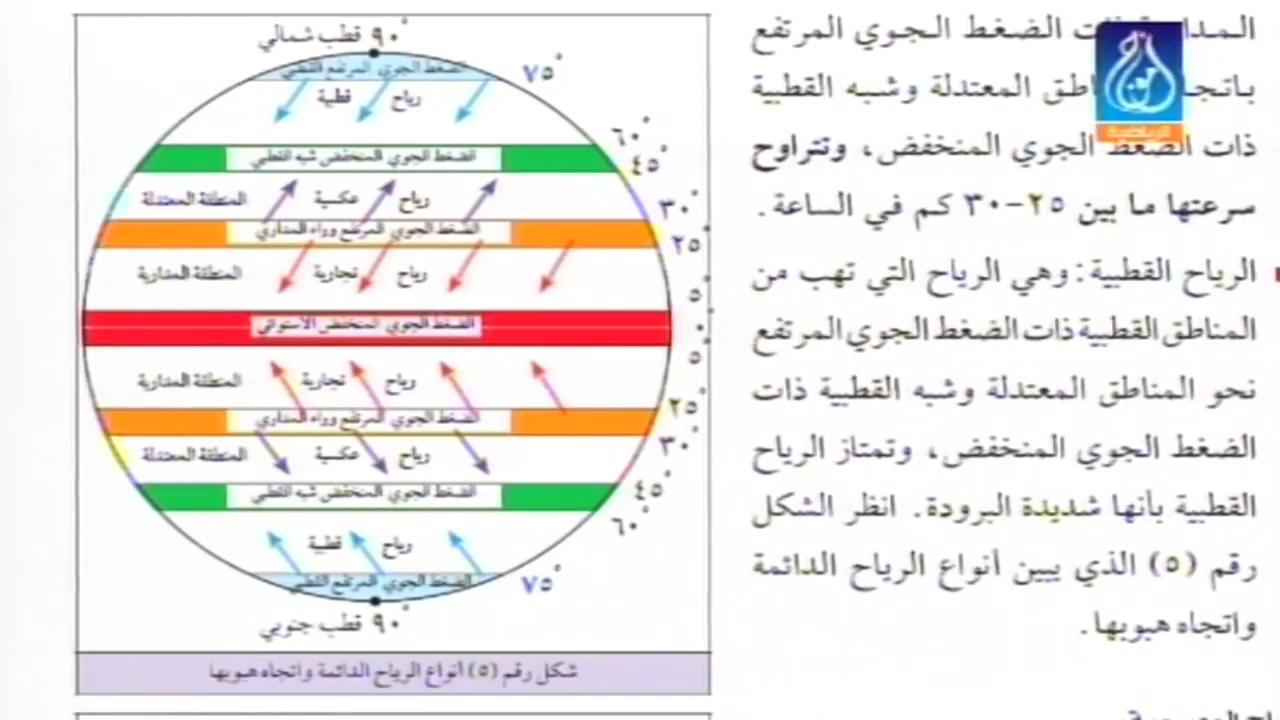 ذات الضغط الجوي المرتفع
المعتدلة وشبه القطبية
ذات الضغط الجوي المنخفض، وتتراوح
سرعتها ما بين ٢٥-٣٠ كم في الساعة.
الرياح القطبية: وهي الرياح التي تهب من
المناطق القطبية ذات الضغط الجوي المرتفع
نحو المناطق المعتدلة وشبه القطبية ذات
الضغط الجوي المنخفض، وتمتاز الرياح
القطبية بأنها شديدة البرودة. انظر الشكل
رقم (٥) الذي يبين أنواع الرياح الدائمة
واتجاه هبوبها.
الرياضية
٩٠° قطب شمالي
الضغط الجوي المرتفع القطبي
٧٥°
رياح قطبية
٦٠°
الضغط الجوي المنخفض شبه القطبي
٤٥°
رياح عكسية المنطقة المعتدلة
٣٠°
الضغط الجوي المرتفع وراء المداري
٢٥°
رياح تجارية المنطقة المدارية
٥°
الضغط الجوي المنخفض الاستوائي
٠°
٥°
رياح تجارية المنطقة المدارية
٢٥°
الضغط الجوي المرتفع وراء المداري
٣٠°
رياح عكسية المنطقة المعتدلة
٤٥°
الضغط الجوي المنخفض شبه القطبي
٦٠°
رياح قطبية
الضغط الجوي المرتفع القطبي
٧٥°
٩٠° قطب جنوبي
شكل رقم (٥) أنواع الرياح الدائمة واتجاه هبوبها